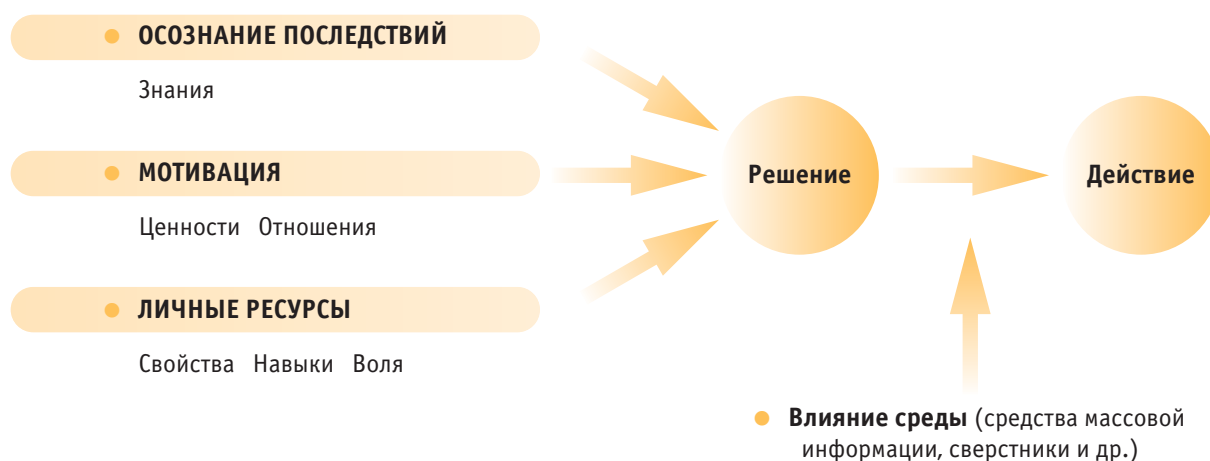 ОСОЗНАНИЕ ПОСЛЕДСТВИЙ
Знания
МОТИВАЦИЯ
Ценности Отношения
ЛИЧНЫЕ РЕСУРСЫ
Свойства Навыки Воля
Решение
Действие
Влияние среды (средства массовой
информации, сверстники и др.)